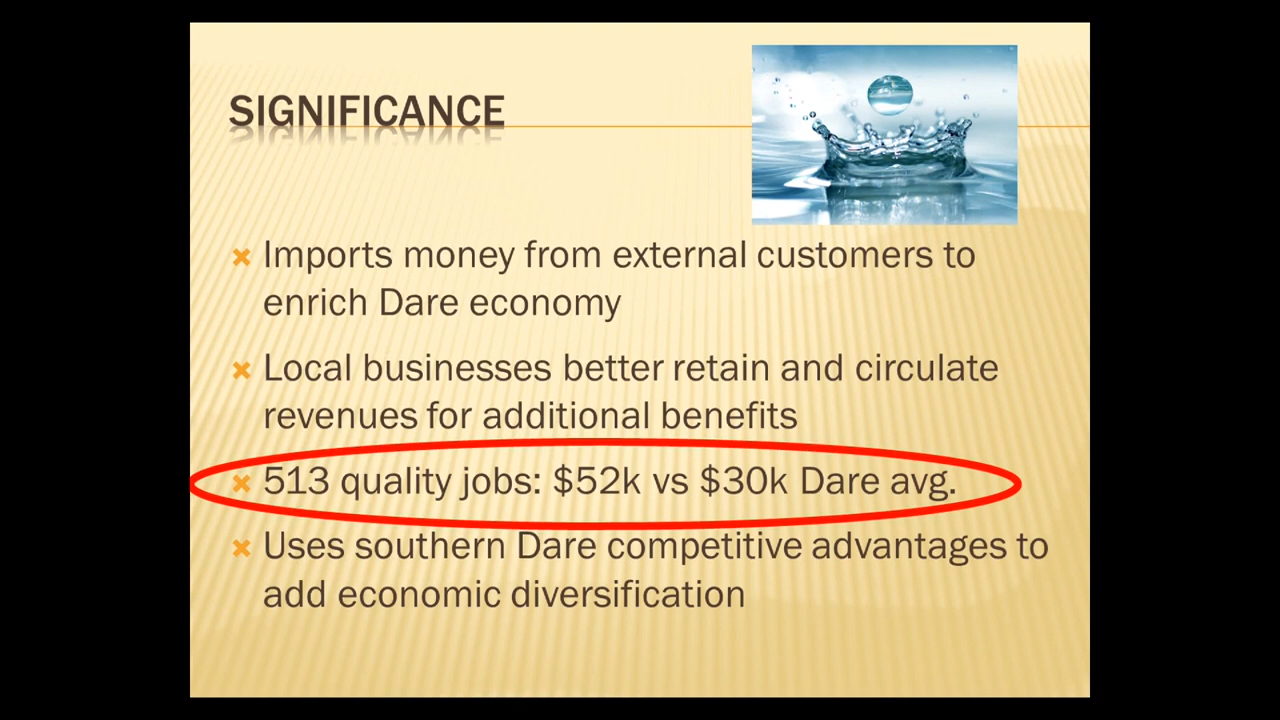 SIGNIFICANCE
Imports money from external customers to
enrich Dare economy
Local businesses better retain and circulate
revenues for additional benefits
513 quality jobs: $52k vs $30k Dare avg.
Uses southern Dare competitive advantages to
add economic diversification